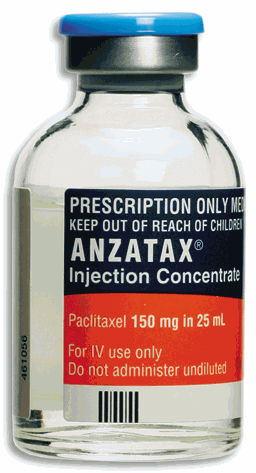 PRESCRIPTION ONLY MED
KEEP OUT OF REACH OF CHILDREN
ANZATAX®
Injection Concentrate
Paclitaxel 150 mg in 25 mL
For IV use only
Do not administer undiluted
461056